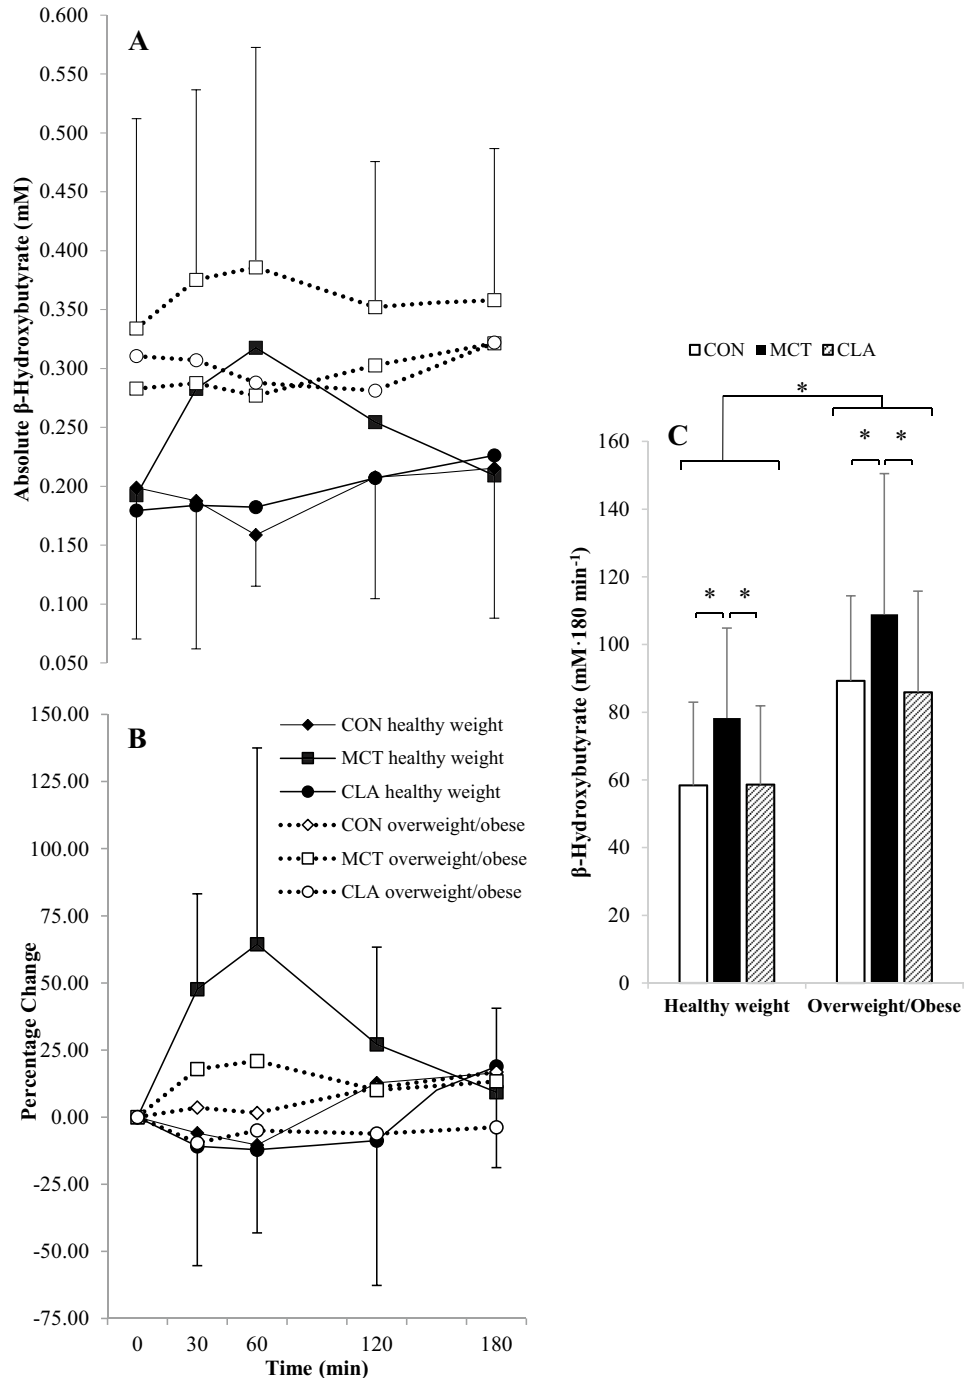 A
0.600
0.550
0.500
0.450
0.400
0.350
0.300
0.250
0.200
0.150
0.100
0.050
Absolute β-Hydroxybutyrate (mM)
B
150.00
125.00
100.00
75.00
50.00
25.00
0.00
-25.00
-50.00
-75.00
Percentage Change
CON healthy weight
MCT healthy weight
CLA healthy weight
CON overweight/obese
MCT overweight/obese
CLA overweight/obese
0 30 60 120 180
Time (min)
CON MCT CLA
*
C
* *
* *
160
140
120
100
80
60
40
20
0
β-Hydroxybutyrate (mM·180 min⁻¹)
Healthy weight Overweight/Obese